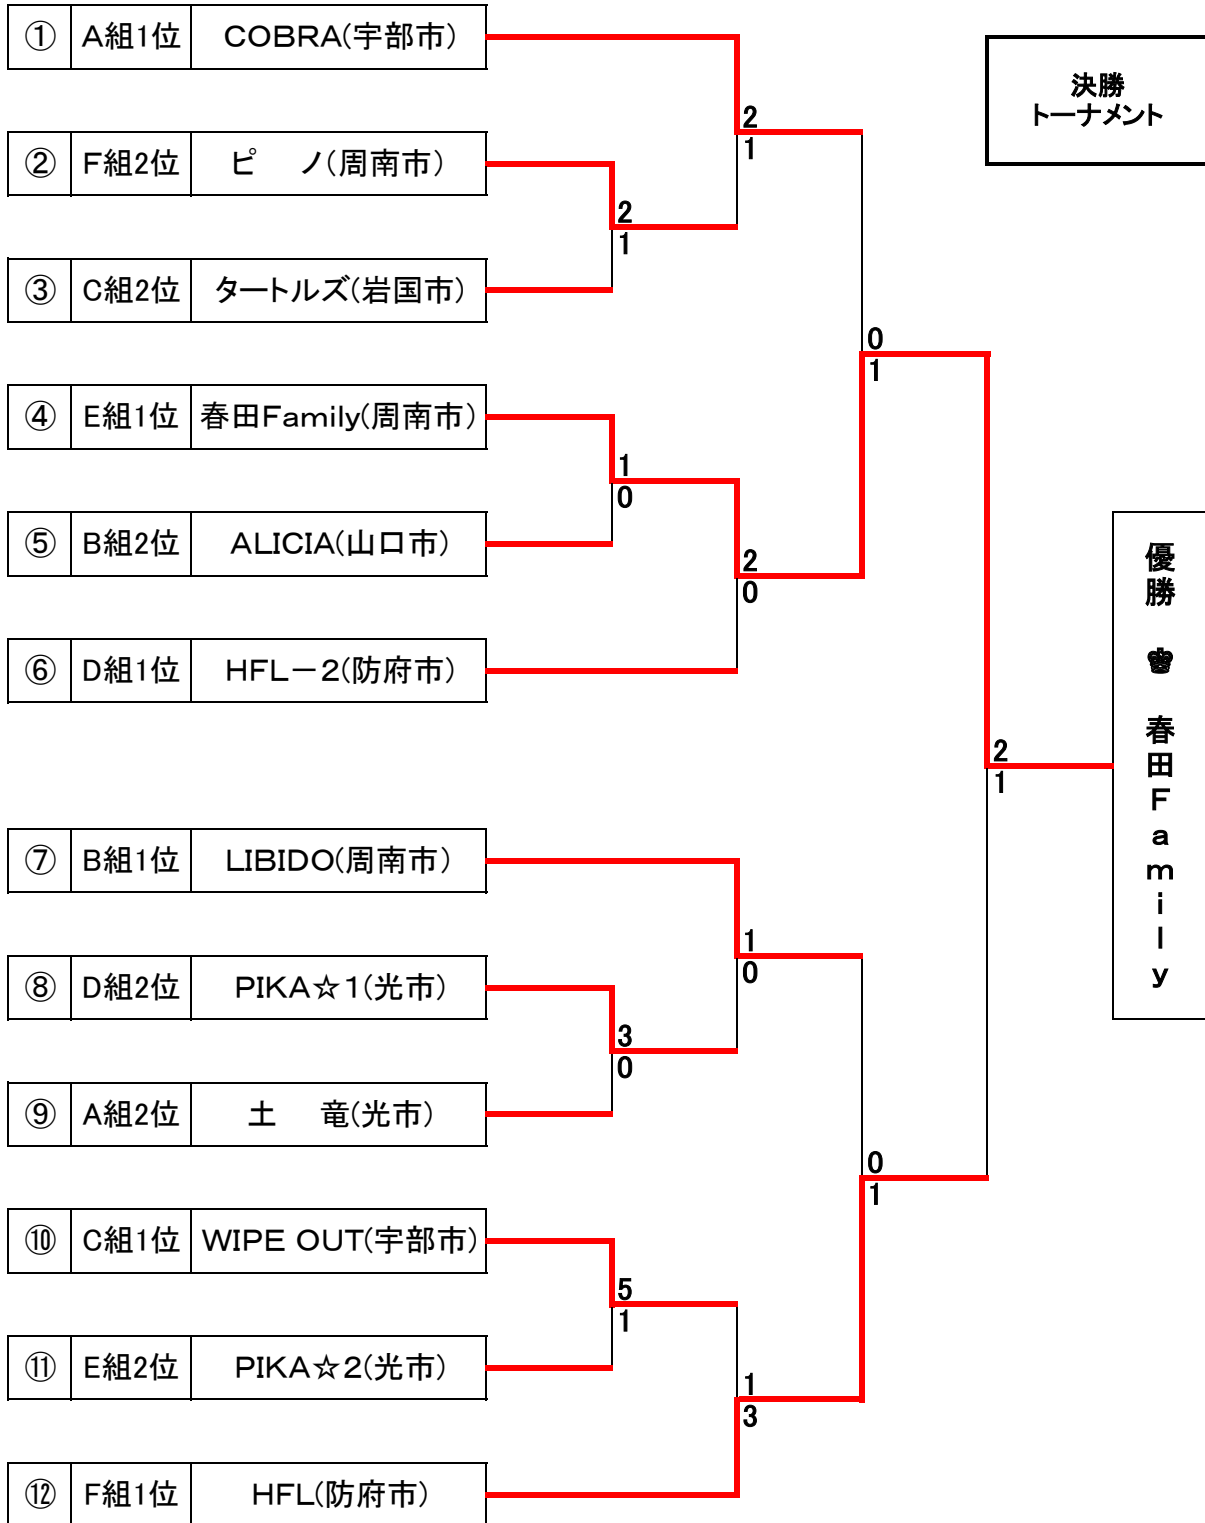 ① A組1位 COBRA(宇部市)
決勝
トーナメント
2
1
② F組2位 ピ ノ(周南市)
2
1
③ C組2位 タートルズ(岩国市)
0
1
④ E組1位 春田Family(周南市)
1
0
⑤ B組2位 ALICIA(山口市)
2
0
⑥ D組1位 HFL－2(防府市)
優勝 ♚ 春田Family
2
1
⑦ B組1位 LIBIDO(周南市)
1
0
⑧ D組2位 PIKA☆1(光市)
3
0
⑨ A組2位 土 竜(光市)
0
1
⑩ C組1位 WIPE OUT(宇部市)
5
1
⑪ E組2位 PIKA☆2(光市)
1
3
⑫ F組1位 HFL(防府市)